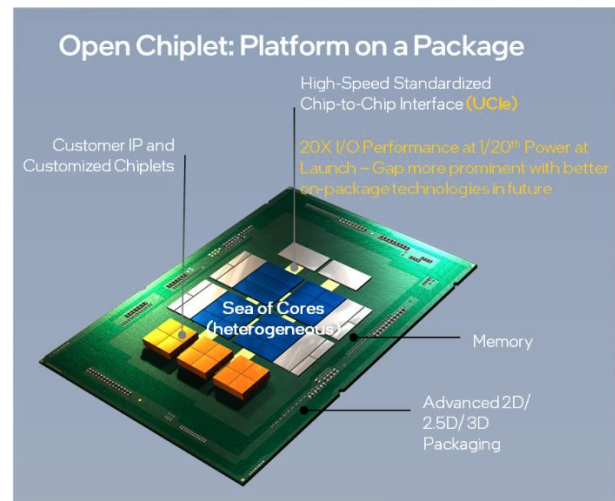 Open Chiplet: Platform on a Package
High-Speed Standardized
Chip-to-Chip Interface (UCIe)
20X I/O Performance at 1/20th Power at
Launch – Gap more prominent with better
on-package technologies in future
Customer IP and
Customized Chiplets
Sea of Cores
(heterogeneous)
Memory
Advanced 2D/
2.5D/3D
Packaging